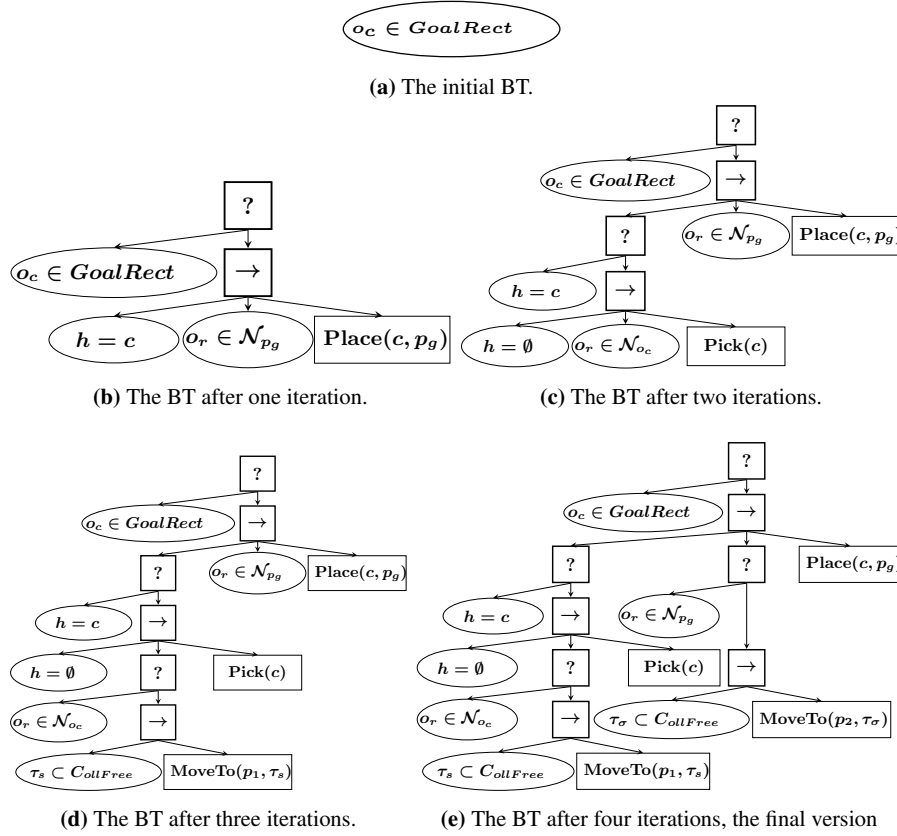 o_c ∈ GoalRect
(a) The initial BT.
?
o_c ∈ GoalRect
→
h = c
o_r ∈ 𝒩_{p_g}
Place(c, p_g)
(b) The BT after one iteration.
?
o_c ∈ GoalRect
→
?
o_r ∈ 𝒩_{p_g}
Place(c, p_g)
h = c
→
h = ∅
o_r ∈ 𝒩_{o_c}
Pick(c)
(c) The BT after two iterations.
?
o_c ∈ GoalRect
→
?
o_r ∈ 𝒩_{p_g}
Place(c, p_g)
h = c
→
h = ∅
?
Pick(c)
o_r ∈ 𝒩_{o_c}
→
τ_s ⊂ C_{ollFree}
MoveTo(p_1, τ_s)
(d) The BT after three iterations.
?
o_c ∈ GoalRect
→
?
?
Place(c, p_g)
h = c
→
o_r ∈ 𝒩_{p_g}
h = ∅
?
Pick(c)
→
o_r ∈ 𝒩_{o_c}
→
τ_σ ⊂ C_{ollFree}
MoveTo(p_2, τ_σ)
τ_s ⊂ C_{ollFree}
MoveTo(p_1, τ_s)
(e) The BT after four iterations, the final version